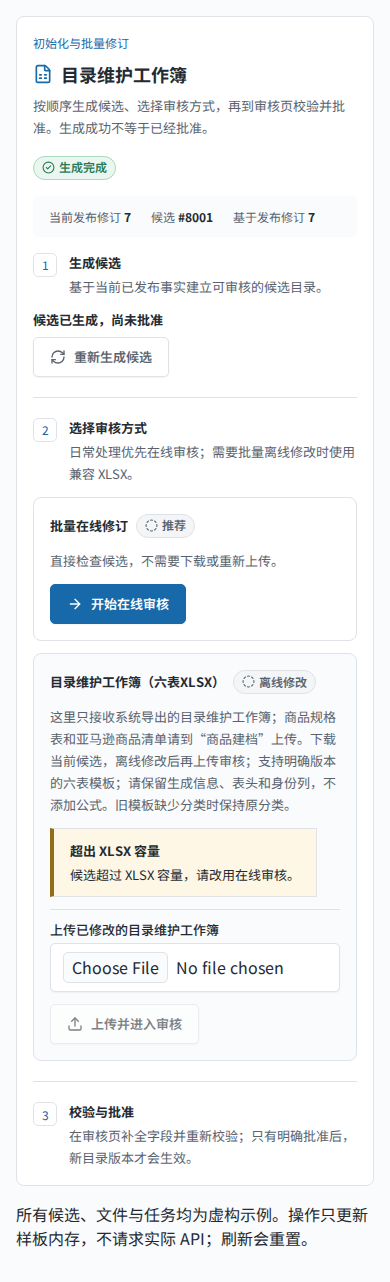 初始化与批量修订
目录维护工作簿
按顺序生成候选、选择审核方式，再到审核页校验并批
准。生成成功不等于已经批准。
生成完成
当前发布修订 7 候选 #8001 基于发布修订 7
1 生成候选
基于当前已发布事实建立可审核的候选目录。
候选已生成，尚未批准
重新生成候选
2 选择审核方式
日常处理优先在线审核；需要批量离线修改时使用
兼容 XLSX。
批量在线修订 推荐
直接检查候选，不需要下载或重新上传。
开始在线审核
目录维护工作簿（六表XLSX） 离线修改
这里只接收系统导出的目录维护工作簿；商品规格
表和亚马逊商品清单请到“商品建档”上传。下载
当前候选，离线修改后再上传审核；支持明确版本
的六表模板；请保留生成信息、表头和身份列，不
添加公式。旧模板缺少分类时保持原分类。
超出 XLSX 容量
候选超过 XLSX 容量，请改用在线审核。
上传已修改的目录维护工作簿
Choose File No file chosen
上传并进入审核
3 校验与批准
在审核页补全字段并重新校验；只有明确批准后，
新目录版本才会生效。
所有候选、文件与任务均为虚构示例。操作只更新
样板内存，不请求实际 API；刷新会重置。